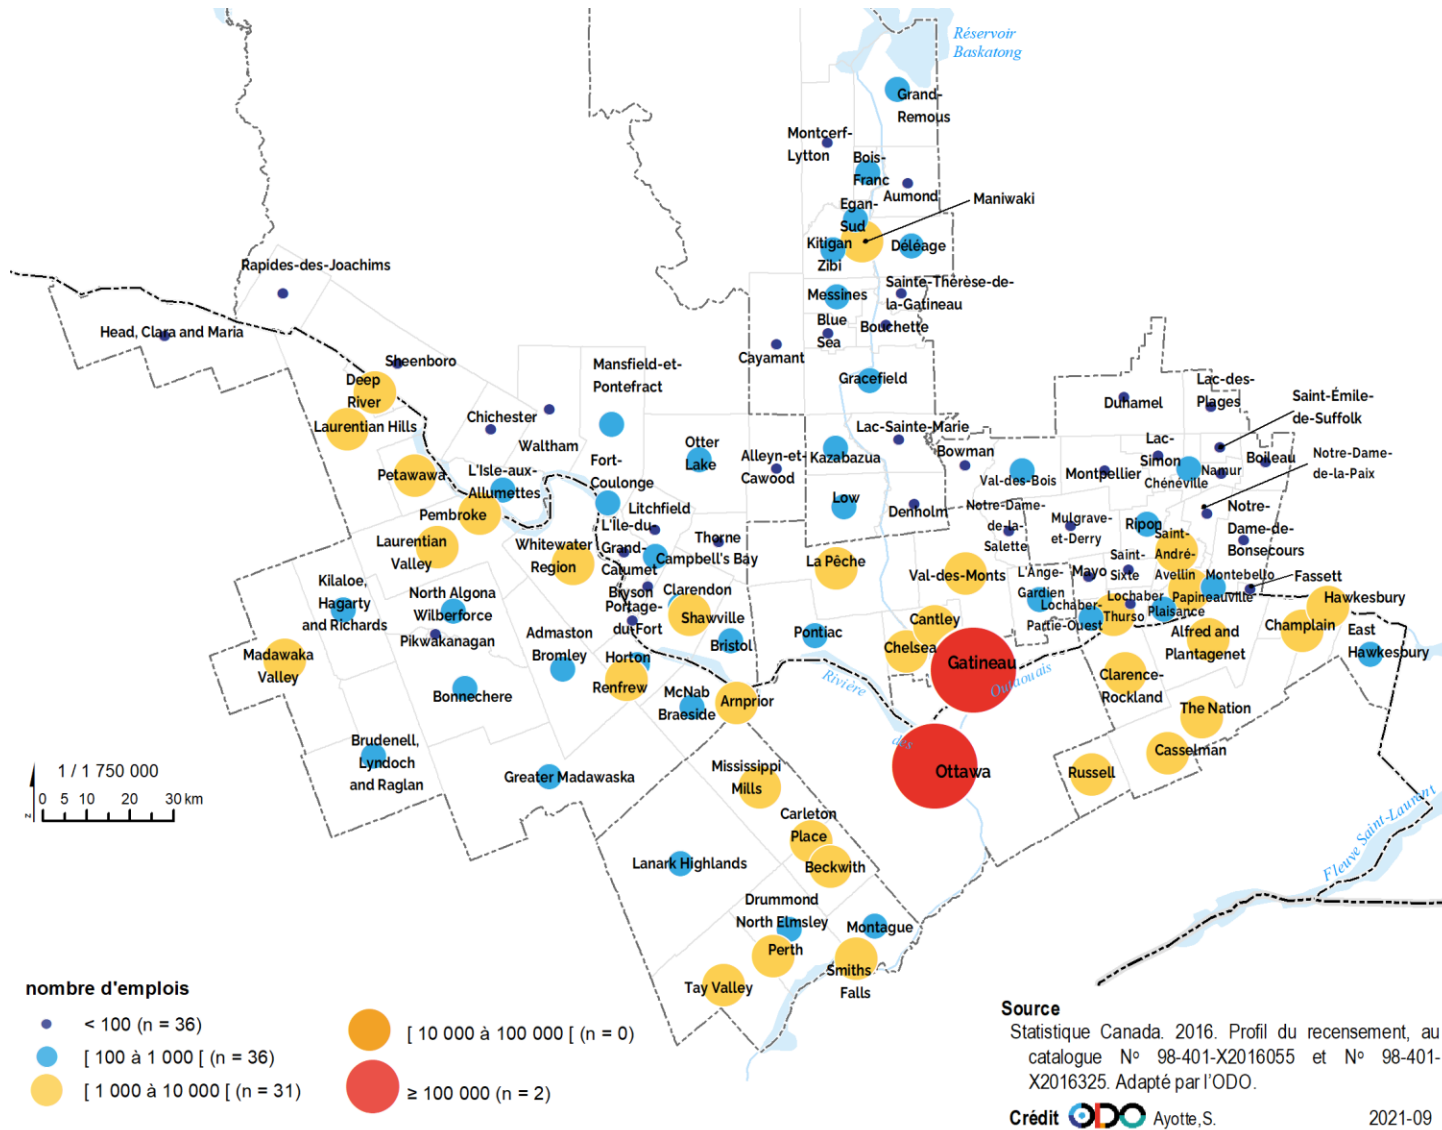 Réservoir
Baskatong
Grand-
Remous
Montcerf-
Lytton
Bois-
Franc
Aumond
Egan-
Sud
Maniwaki
Kitigan
Zibi
Déléage
Rapides-des-Joachims
Messines
Sainte-Thérèse-de-
la-Gatineau
Blue
Sea
Bouchette
Head, Clara and Maria
Sheenboro
Cayamant
Mansfield-et-
Pontefract
Deep
River
Gracefield
Duhamel
Lac-des-
Plages
Saint-Émile-
de-Suffolk
Laurentian Hills
Chichester
Waltham
Otter
Lake
Alleyn-et-
Cawood
Kazabazua
Lac-Sainte-Marie
Bowman
Val-des-Bois
Montpellier
Lac-
Simon
Chénéville
Namur
Boileau
Notre-Dame-
de-la-Paix
Petawawa
L'Isle-aux-
Allumettes
Fort-
Coulonge
Low
Denholm
Notre-Dame-
de-la-
Salette
Mulgrave-
et-Derry
Ripon
Notre-
Dame-de-
Bonsecours
Pembroke
Litchfield
L'Île-du-
Grand-
Calumet
Thorne
Campbell's Bay
Laurentian
Valley
Whitewater
Region
La Pêche
Val-des-Monts
L'Ange-
Gardien
Mayo
Saint-
Sixte
Saint-
André-
Avellin
Montebello
Fassett
Kilaloe,
Hagarty
and Richards
North Algona
Wilberforce
Pikwakanagan
Bryson
Clarendon
Portage-
du-Fort
Shawville
Bristol
Pontiac
Cantley
Chelsea
Lochaber-
Partie-Ouest
Lochaber
Thurso
Plaisance
Papineauville
Hawkesbury
Champlain
East
Hawkesbury
Alfred and
Plantagenet
Madawaka
Valley
Admaston
Bromley
Horton
Renfrew
Bonnechere
McNab
Braeside
Arnprior
Rivière
des
Outaouais
Gatineau
Clarence-
Rockland
The Nation
Casselman
Russell
Ottawa
Brudenell,
Lyndoch
and Raglan
Greater Madawaska
Mississippi
Mills
Carleton
Place
Beckwith
Lanark Highlands
Drummond
North Elmsley
Montague
Perth
Smiths
Falls
Tay Valley
Fleuve Saint-Laurent
1 / 1 750 000
0 5 10 20 30 km
z
nombre d'emplois
< 100 (n = 36)
[ 100 à 1 000 [ (n = 36)
[ 1 000 à 10 000 [ (n = 31)
[ 10 000 à 100 000 [ (n = 0)
≥ 100 000 (n = 2)
Source
Statistique Canada. 2016. Profil du recensement, au
catalogue Nº 98-401-X2016055 et Nº 98-401-
X2016325. Adapté par l'ODO.
Crédit ODO Ayotte,S. 2021-09